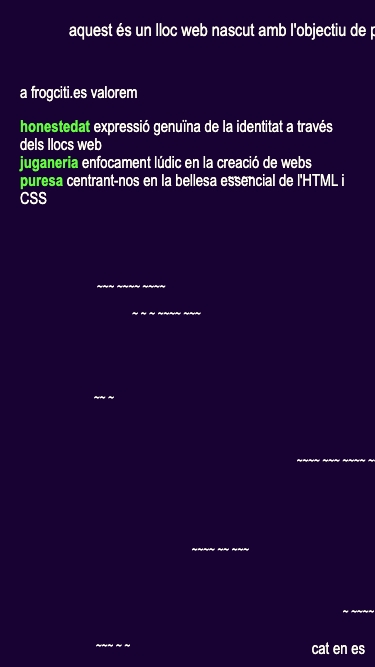 aquest és un lloc web nascut amb l'objectiu de p
a frogciti.es valorem
honestedat expressió genuïna de la identitat a través
dels llocs web
juganeria enfocament lúdic en la creació de webs
puresa centrant-nos en la bellesa essencial de l'HTML i
CSS
~~~ ~~~~ ~~~~
~ ~ ~ ~~~~ ~~~
~~ ~
~~~~ ~~~ ~~~~ ~~
~~~~ ~~ ~~~
~ ~~~~
~~~ ~ ~
cat en es